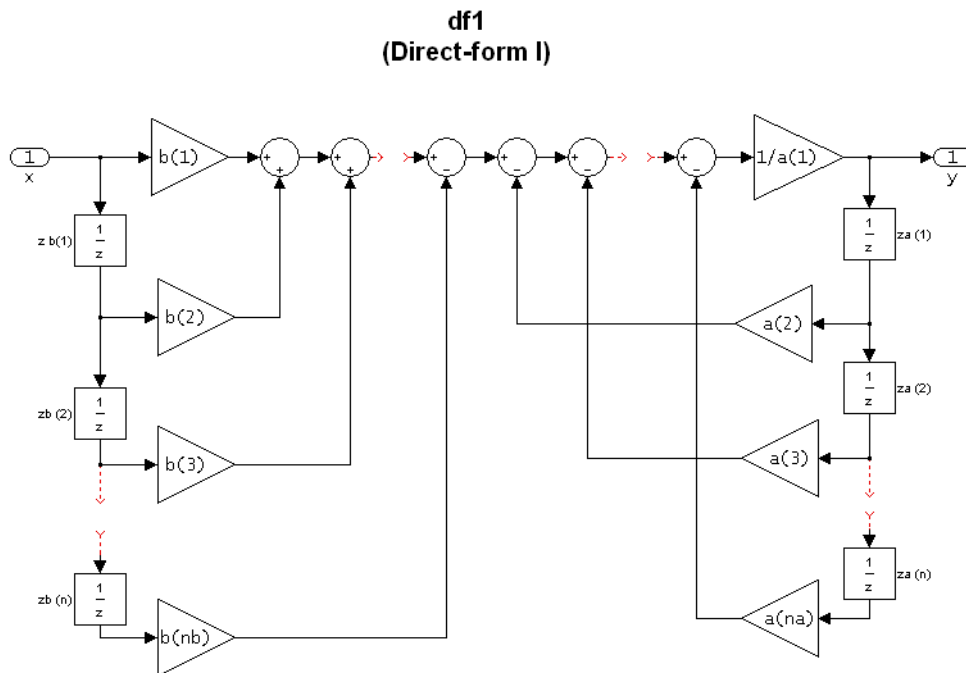 df1
(Direct-form I)
1
x
b(1)
+
+
+
+
+
-
+
-
+
-
+
-
1/a(1)
1
y
z b(1)
1
z
za (1)
1
z
b(2)
a(2)
zb (2)
1
z
za (2)
1
z
b(3)
a(3)
zb (n)
1
z
za (n)
1
z
b(nb)
a(na)